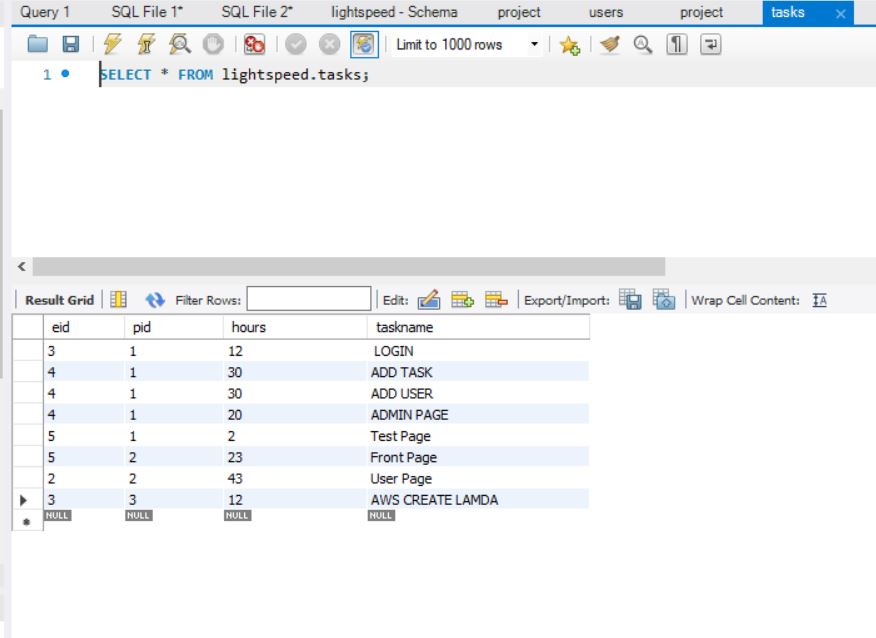 Query 1 SQL File 1* SQL File 2* lightspeed - Schema project users project tasks
Limit to 1000 rows
1 SELECT * FROM lightspeed.tasks;
Result Grid Filter Rows: Edit: Export/Import: Wrap Cell Content:
eid pid hours taskname
3 1 12 LOGIN
4 1 30 ADD TASK
4 1 30 ADD USER
4 1 20 ADMIN PAGE
5 1 2 Test Page
5 2 23 Front Page
2 2 43 User Page
3 3 12 AWS CREATE LAMDA
NULL NULL NULL NULL